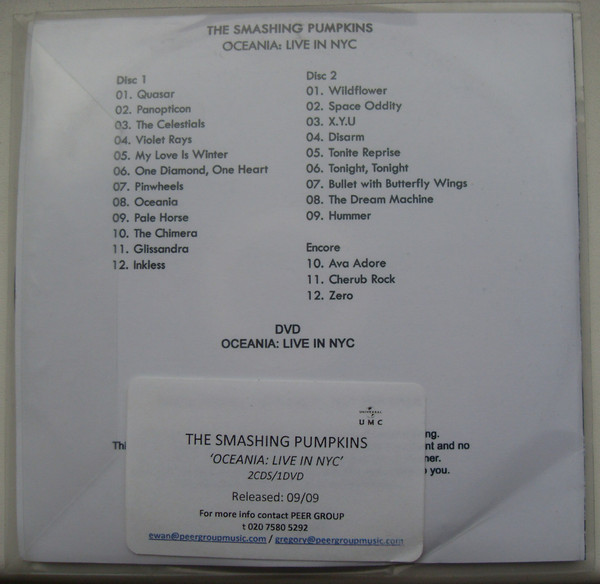 THE SMASHING PUMPKINS
OCEANIA: LIVE IN NYC
Disc 1
01. Quasar
02. Panopticon
03. The Celestials
04. Violet Rays
05. My Love Is Winter
06. One Diamond, One Heart
07. Pinwheels
08. Oceania
09. Pale Horse
10. The Chimera
11. Glissandra
12. Inkless
Disc 2
01. Wildflower
02. Space Oddity
03. X.Y.U
04. Disarm
05. Tonite Reprise
06. Tonight, Tonight
07. Bullet with Butterfly Wings
08. The Dream Machine
09. Hummer
Encore
10. Ava Adore
11. Cherub Rock
12. Zero
DVD
OCEANIA: LIVE IN NYC
UNIVERSAL
UMC
THE SMASHING PUMPKINS
'OCEANIA: LIVE IN NYC'
2CDS/1DVD
Released: 09/09
For more info contact PEER GROUP
t 020 7580 5292
ewan@peergroupmusic.com / gregory@peergroupmusic.com
and no
you.